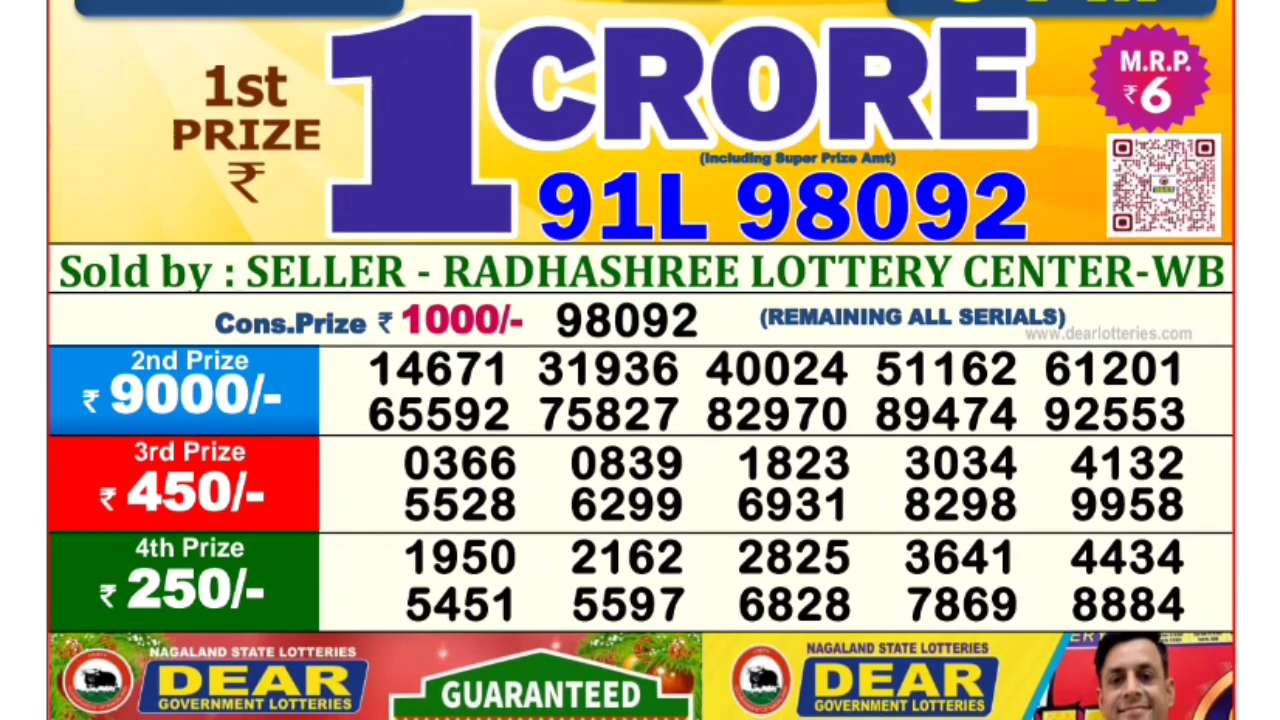 1st
PRIZE
₹
1 CRORE
(Including Super Prize Amt)
91L 98092
M.R.P.
₹6
Sold by : SELLER - RADHASHREE LOTTERY CENTER-WB
Cons.Prize ₹ 1000/- 98092 (REMAINING ALL SERIALS)
www.dearlotteries.com
2nd Prize
₹ 9000/-
14671 31936 40024 51162 61201
65592 75827 82970 89474 92553
3rd Prize
₹ 450/-
0366 0839 1823 3034 4132
5528 6299 6931 8298 9958
4th Prize
₹ 250/-
1950 2162 2825 3641 4434
5451 5597 6828 7869 8884
NAGALAND STATE LOTTERIES
DEAR
GOVERNMENT LOTTERIES
GUARANTEED
NAGALAND STATE LOTTERIES
DEAR
GOVERNMENT LOTTERIES